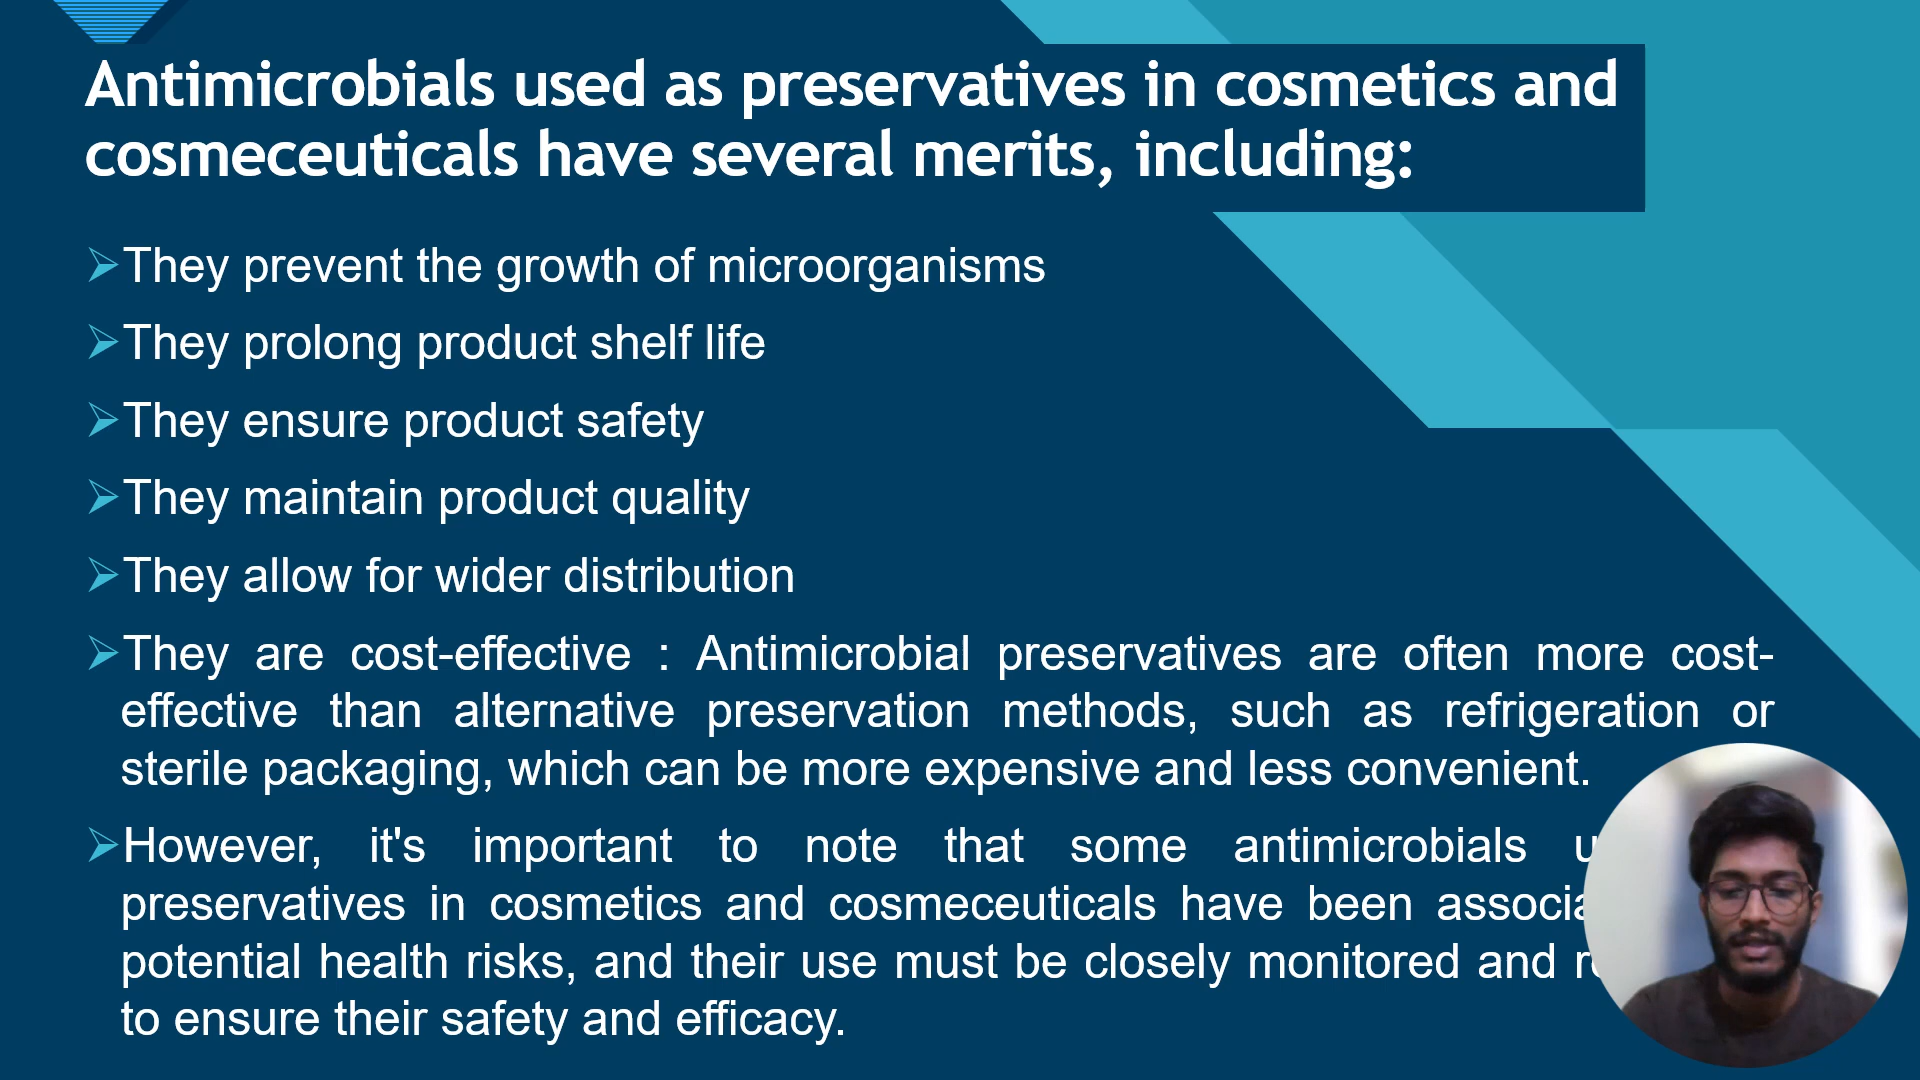 Antimicrobials used as preservatives in cosmetics and
cosmeceuticals have several merits, including:
They prevent the growth of microorganisms
They prolong product shelf life
They ensure product safety
They maintain product quality
They allow for wider distribution
They are cost-effective : Antimicrobial preservatives are often more cost-
effective than alternative preservation methods, such as refrigeration or
sterile packaging, which can be more expensive and less convenient.
However, it's important to note that some antimicrobials
preservatives in cosmetics and cosmeceuticals have been
potential health risks, and their use must be closely monitored and
to ensure their safety and efficacy.